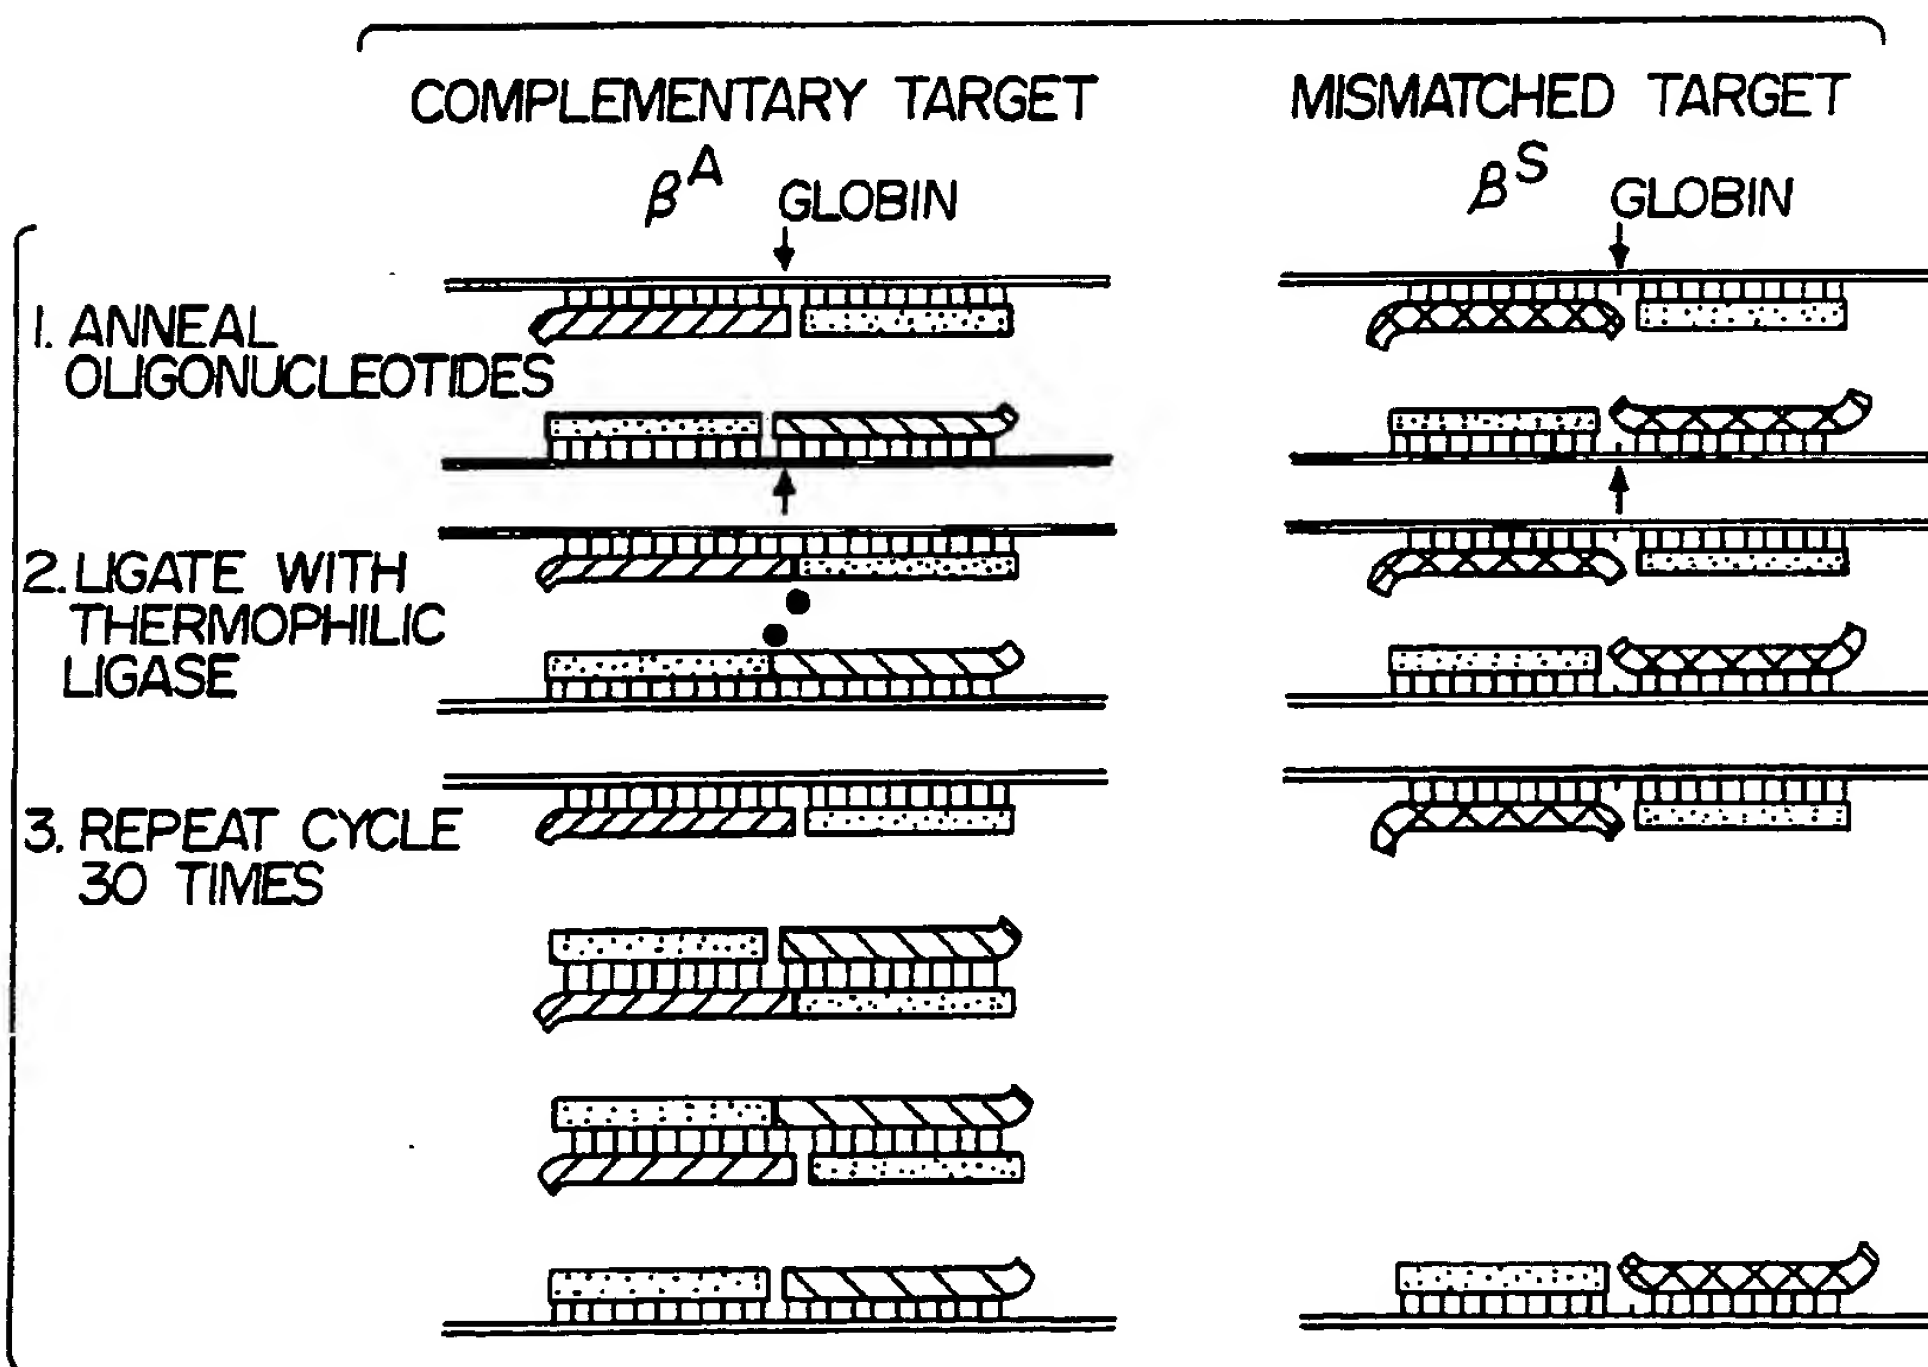 COMPLEMENTARY TARGET
MISMATCHED TARGET
β^A GLOBIN
β^S GLOBIN
1. ANNEAL
OLIGONUCLEOTIDES
2. LIGATE WITH
THERMOPHILIC
LIGASE
3. REPEAT CYCLE
30 TIMES